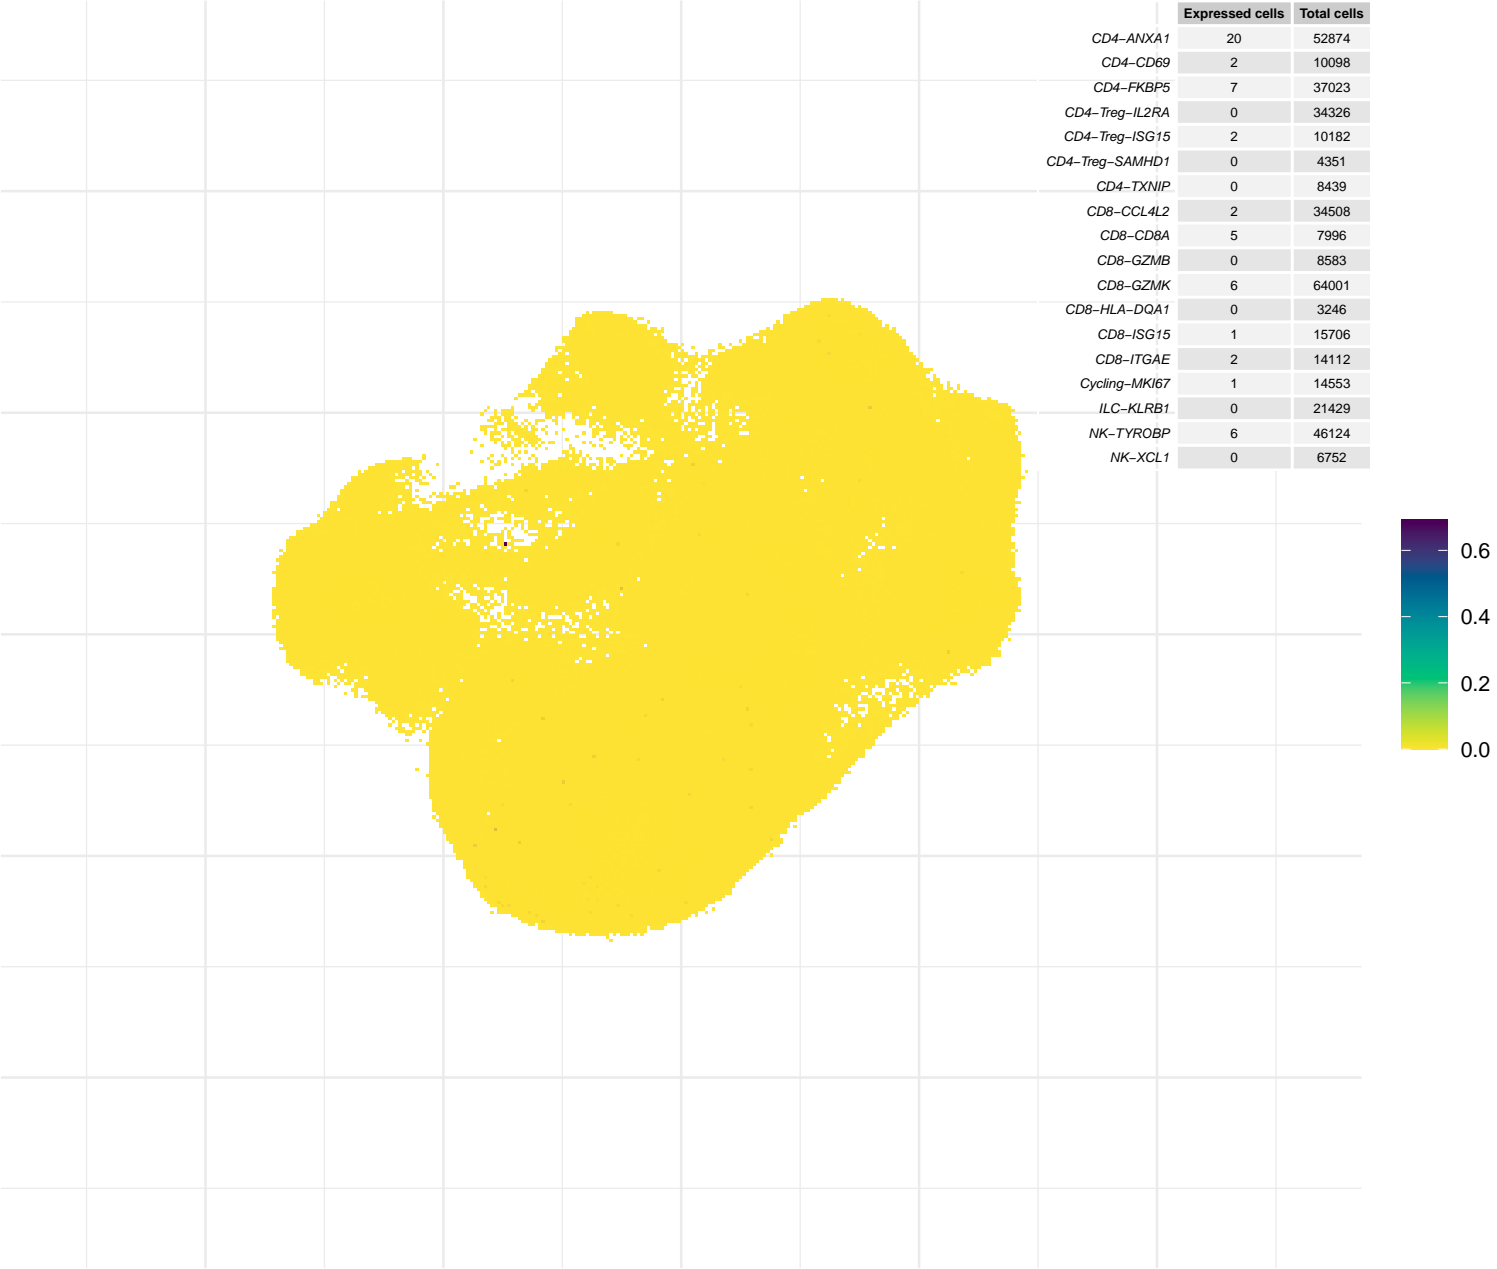 Expressed cells Total cells
CD4−ANXA1 20 52874
CD4−CD69 2 10098
CD4−FKBP5 7 37023
CD4−Treg−IL2RA 0 34326
CD4−Treg−ISG15 2 10182
CD4−Treg−SAMHD1 0 4351
CD4−TXNIP 0 8439
CD8−CCL4L2 2 34508
CD8−CD8A 5 7996
CD8−GZMB 0 8583
CD8−GZMK 6 64001
CD8−HLA−DQA1 0 3246
CD8−ISG15 1 15706
CD8−ITGAE 2 14112
Cycling−MKI67 1 14553
ILC−KLRB1 0 21429
NK−TYROBP 6 46124
NK−XCL1 0 6752
0.6
0.4
0.2
0.0